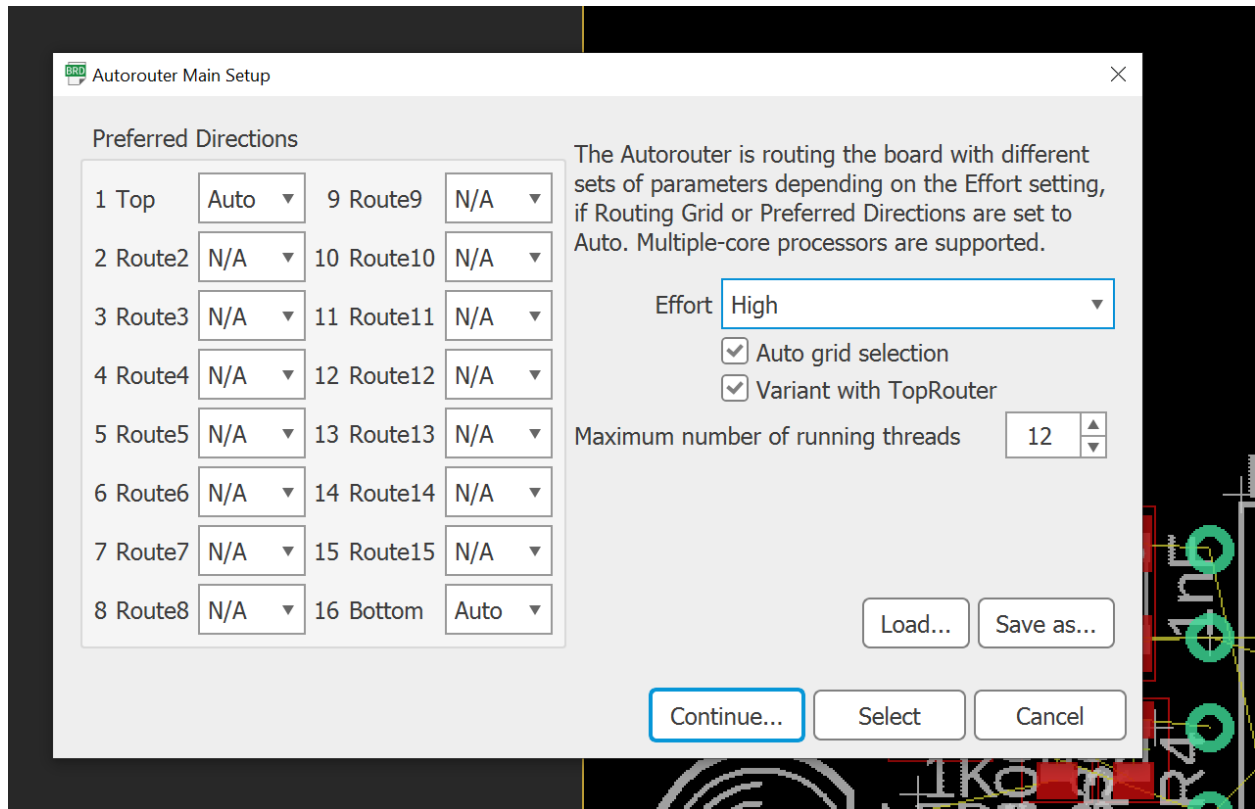 BRD Autorouter Main Setup
Preferred Directions
1 Top Auto 9 Route9 N/A
2 Route2 N/A 10 Route10 N/A
3 Route3 N/A 11 Route11 N/A
4 Route4 N/A 12 Route12 N/A
5 Route5 N/A 13 Route13 N/A
6 Route6 N/A 14 Route14 N/A
7 Route7 N/A 15 Route15 N/A
8 Route8 N/A 16 Bottom Auto
The Autorouter is routing the board with different
sets of parameters depending on the Effort setting,
if Routing Grid or Preferred Directions are set to
Auto. Multiple-core processors are supported.
Effort High
Auto grid selection
Variant with TopRouter
Maximum number of running threads 12
Load... Save as...
Continue... Select Cancel
1nF
R4